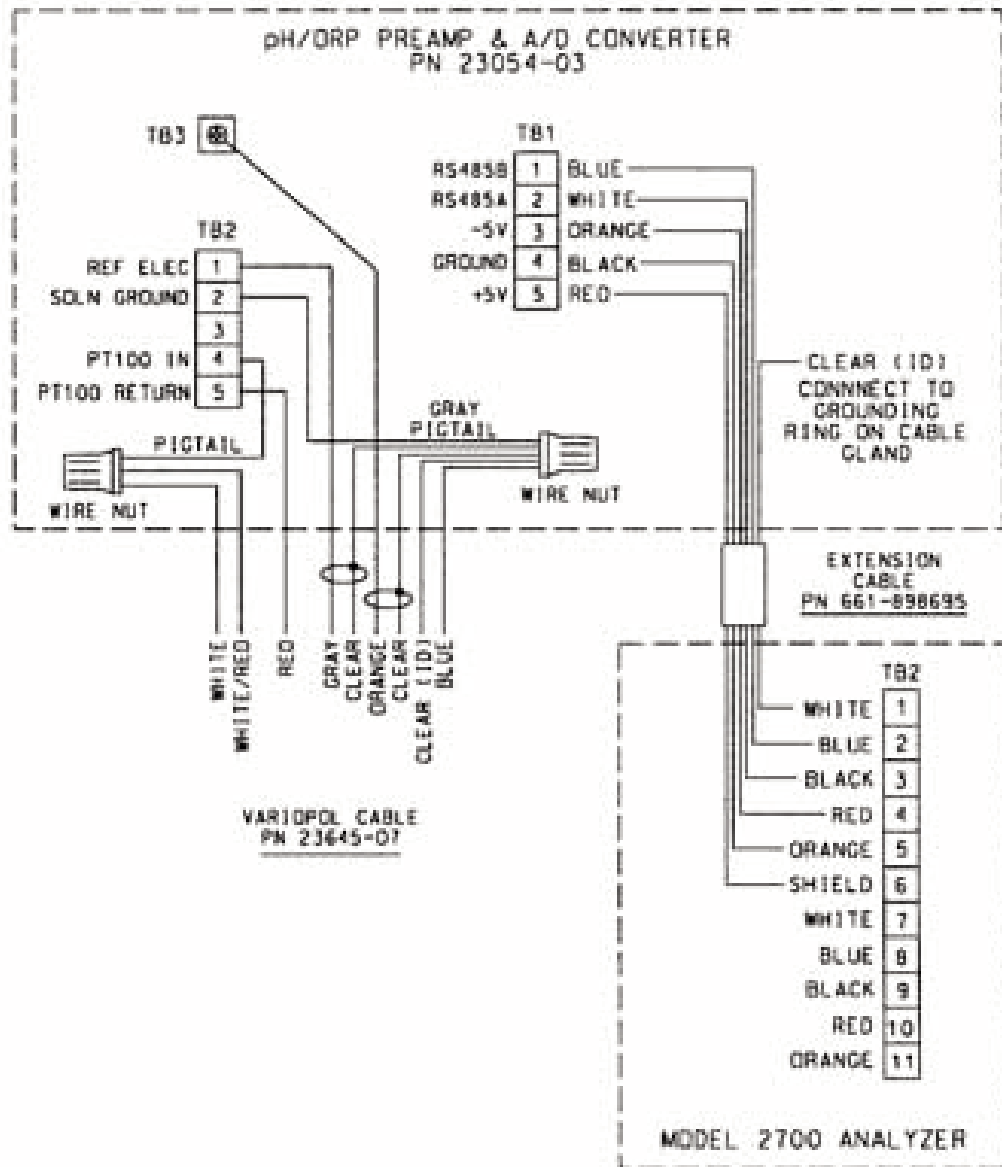 pH/ORP PREAMP & A/D CONVERTER
PN 23054-03
TB3
TB1
RS485B 1 BLUE
RS485A 2 WHITE
-5V 3 ORANGE
GROUND 4 BLACK
+5V 5 RED
TB2
REF ELEC 1
SOLN GROUND 2
3
PT100 IN 4
PT100 RETURN 5
CLEAR (ID)
CONNNECT TO
GROUNDING
RING ON CABLE
GLAND
GRAY
PIGTAIL
PIGTAIL
WIRE NUT
WIRE NUT
EXTENSION
CABLE
PN 661-898695
WHITE
WHITE/RED
RED
GRAY
CLEAR
ORANGE
CLEAR
CLEAR (ID)
BLUE
VARIOPOL CABLE
PN 23645-07
TB2
WHITE 1
BLUE 2
BLACK 3
RED 4
ORANGE 5
SHIELD 6
WHITE 7
BLUE 8
BLACK 9
RED 10
ORANGE 11
MODEL 2700 ANALYZER